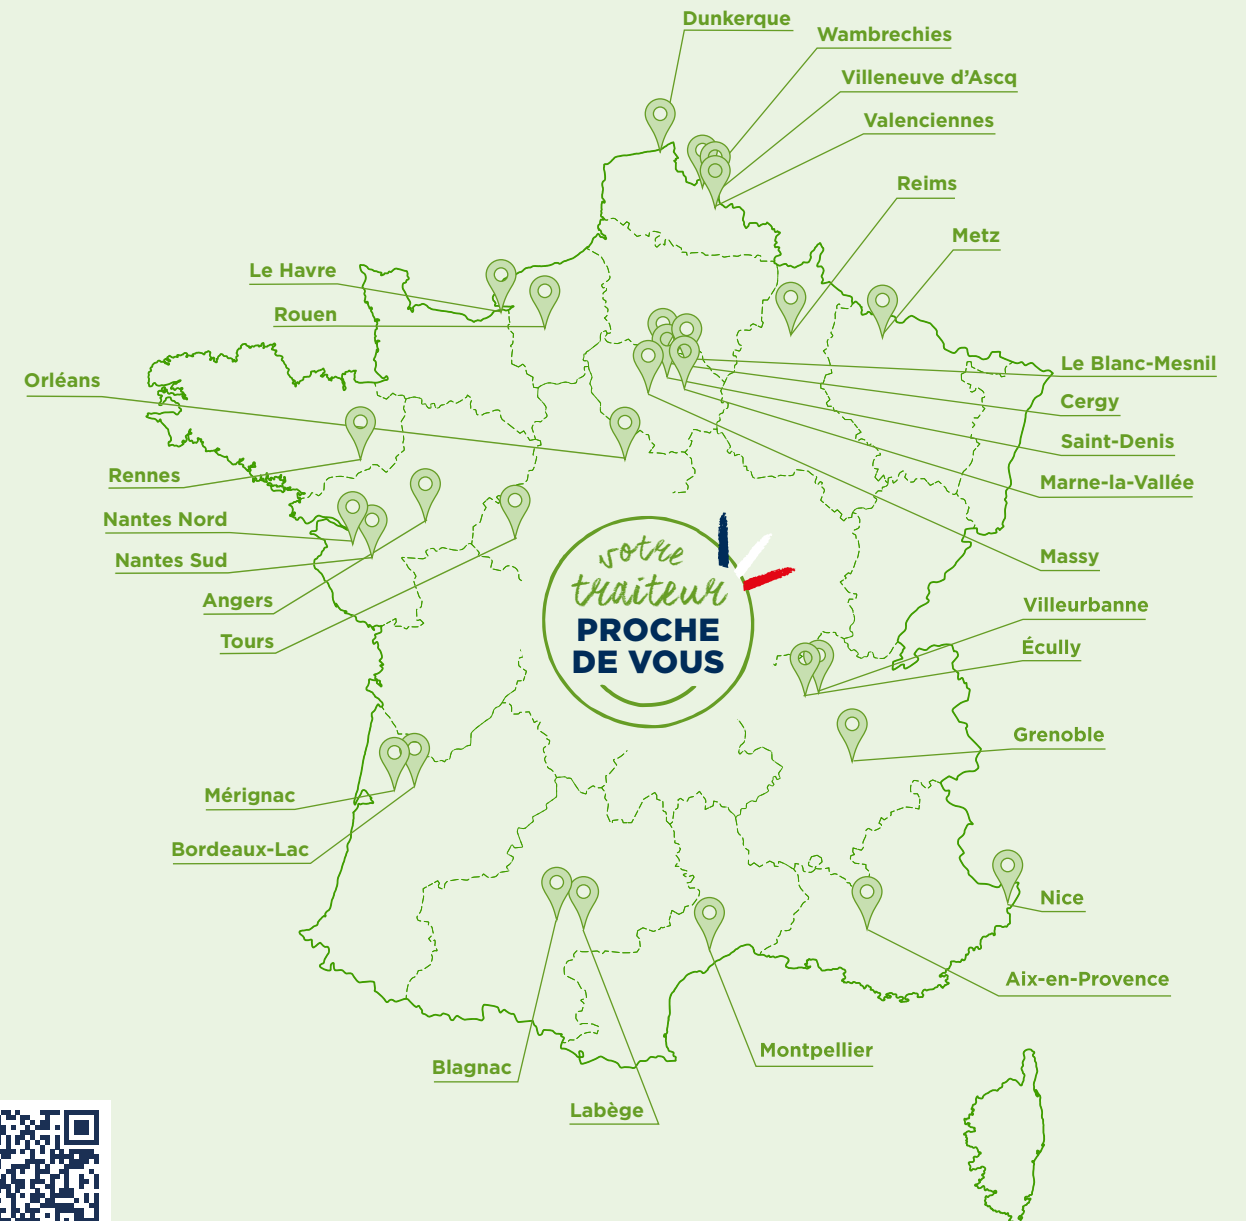 Dunkerque
Wambrechies
Villeneuve d’Ascq
Valenciennes
Reims
Metz
Le Havre
Rouen
Le Blanc-Mesnil
Orléans
Cergy
Saint-Denis
Rennes
Marne-la-Vallée
Nantes Nord
Nantes Sud
Massy
Angers
Villeurbanne
Tours
Écully
votre
traiteur
PROCHE
DE VOUS
Grenoble
Mérignac
Bordeaux-Lac
Nice
Aix-en-Provence
Montpellier
Blagnac
Labège